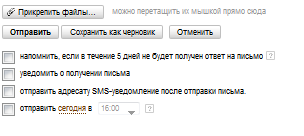 Прикрепить файлы... можно перетащить их мышкой прямо сюда
Отправить Сохранить как черновик Отменить
напомнить, если в течение 5 дней не будет получен ответ на письмо ?
уведомить о получении письма
отправить адресату SMS-уведомление после отправки письма.
отправить сегодня в 16:00 ?